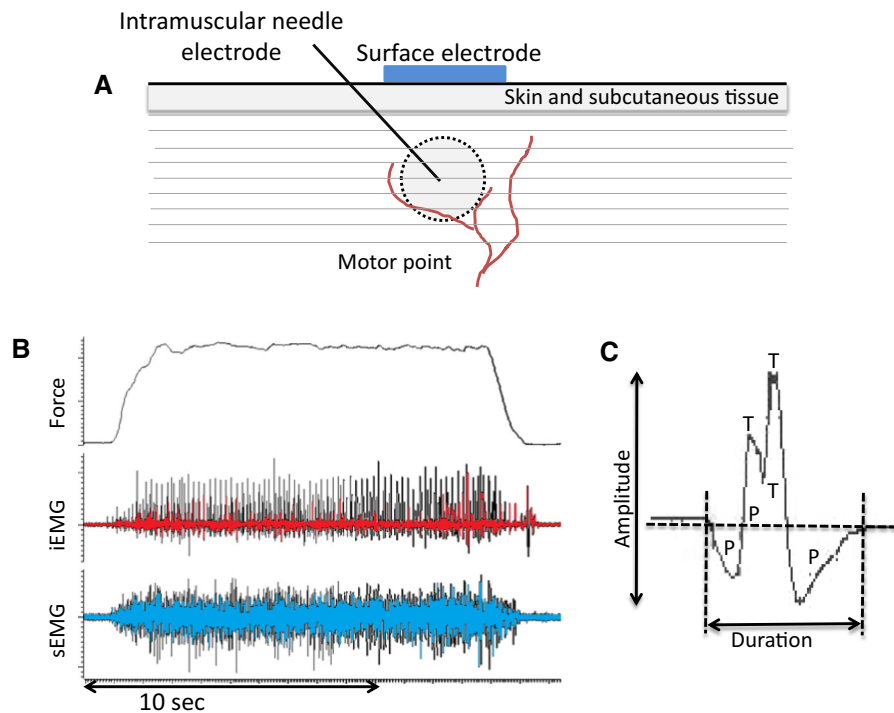 Intramuscular needle
electrode
Surface electrode
A
Skin and subcutaneous tissue
Motor point
B
Force
iEMG
sEMG
10 sec
C
Amplitude
T
T
T
P
P
P
Duration